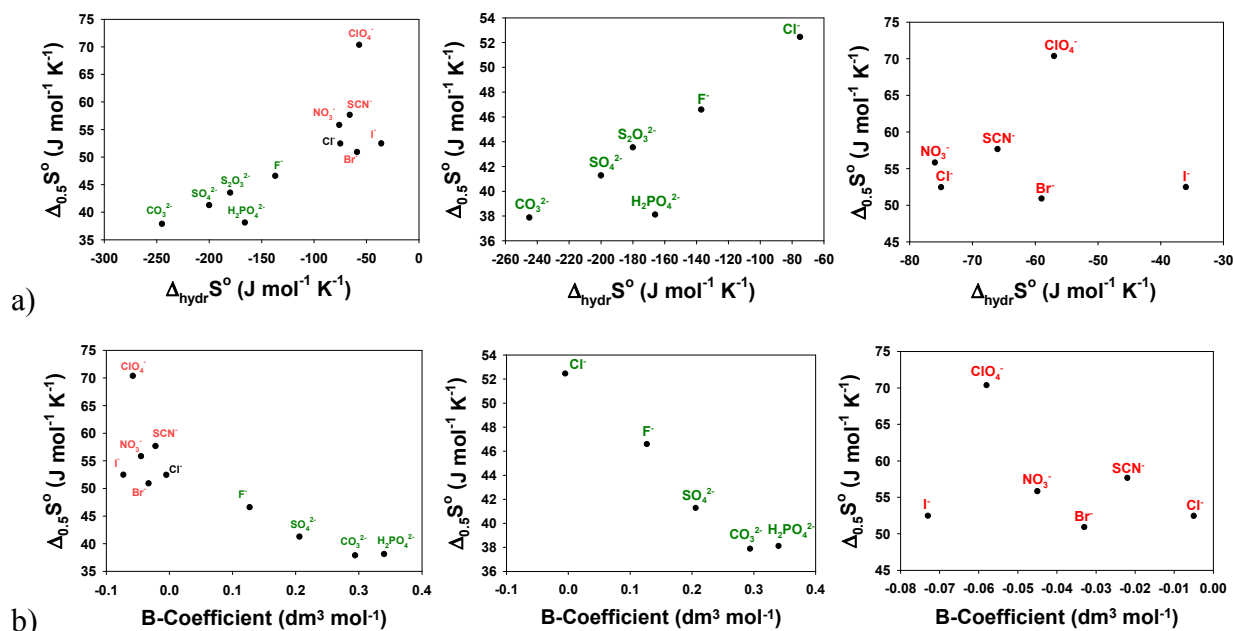 75
70
65
60
55
50
45
40
35
Δ0.5S° (J mol⁻¹ K⁻¹)
ClO₄⁻
SCN⁻
NO₃⁻
I⁻
Cl⁻
Br⁻
F⁻
S₂O₃²⁻
SO₄²⁻
CO₃²⁻
H₂PO₄²⁻
-300 -250 -200 -150 -100 -50 0
ΔhydrS° (J mol⁻¹ K⁻¹)
54
52
50
48
46
44
42
40
38
36
Δ0.5S° (J mol⁻¹ K⁻¹)
Cl⁻
F⁻
S₂O₃²⁻
SO₄²⁻
CO₃²⁻
H₂PO₄²⁻
-260 -240 -220 -200 -180 -160 -140 -120 -100 -80 -60
ΔhydrS° (J mol⁻¹ K⁻¹)
75
70
65
60
55
50
45
Δ0.5S° (J mol⁻¹ K⁻¹)
ClO₄⁻
NO₃⁻
SCN⁻
Cl⁻
Br⁻
I⁻
-80 -70 -60 -50 -40 -30
ΔhydrS° (J mol⁻¹ K⁻¹)
a)
75
70
65
60
55
50
45
40
35
Δ0.5S° (J mol⁻¹ K⁻¹)
ClO₄⁻
SCN⁻
NO₃⁻
I⁻
Cl⁻
Br⁻
F⁻
SO₄²⁻
CO₃²⁻
H₂PO₄²⁻
-0.1 0.0 0.1 0.2 0.3 0.4
B-Coefficient (dm³ mol⁻¹)
54
52
50
48
46
44
42
40
38
36
Δ0.5S° (J mol⁻¹ K⁻¹)
Cl⁻
F⁻
SO₄²⁻
CO₃²⁻
H₂PO₄²⁻
-0.1 0.0 0.1 0.2 0.3 0.4
B-Coefficient (dm³ mol⁻¹)
75
70
65
60
55
50
45
Δ0.5S° (J mol⁻¹ K⁻¹)
ClO₄⁻
SCN⁻
NO₃⁻
I⁻
Br⁻
Cl⁻
-0.08 -0.07 -0.06 -0.05 -0.04 -0.03 -0.02 -0.01 0.00
B-Coefficient (dm³ mol⁻¹)
b)